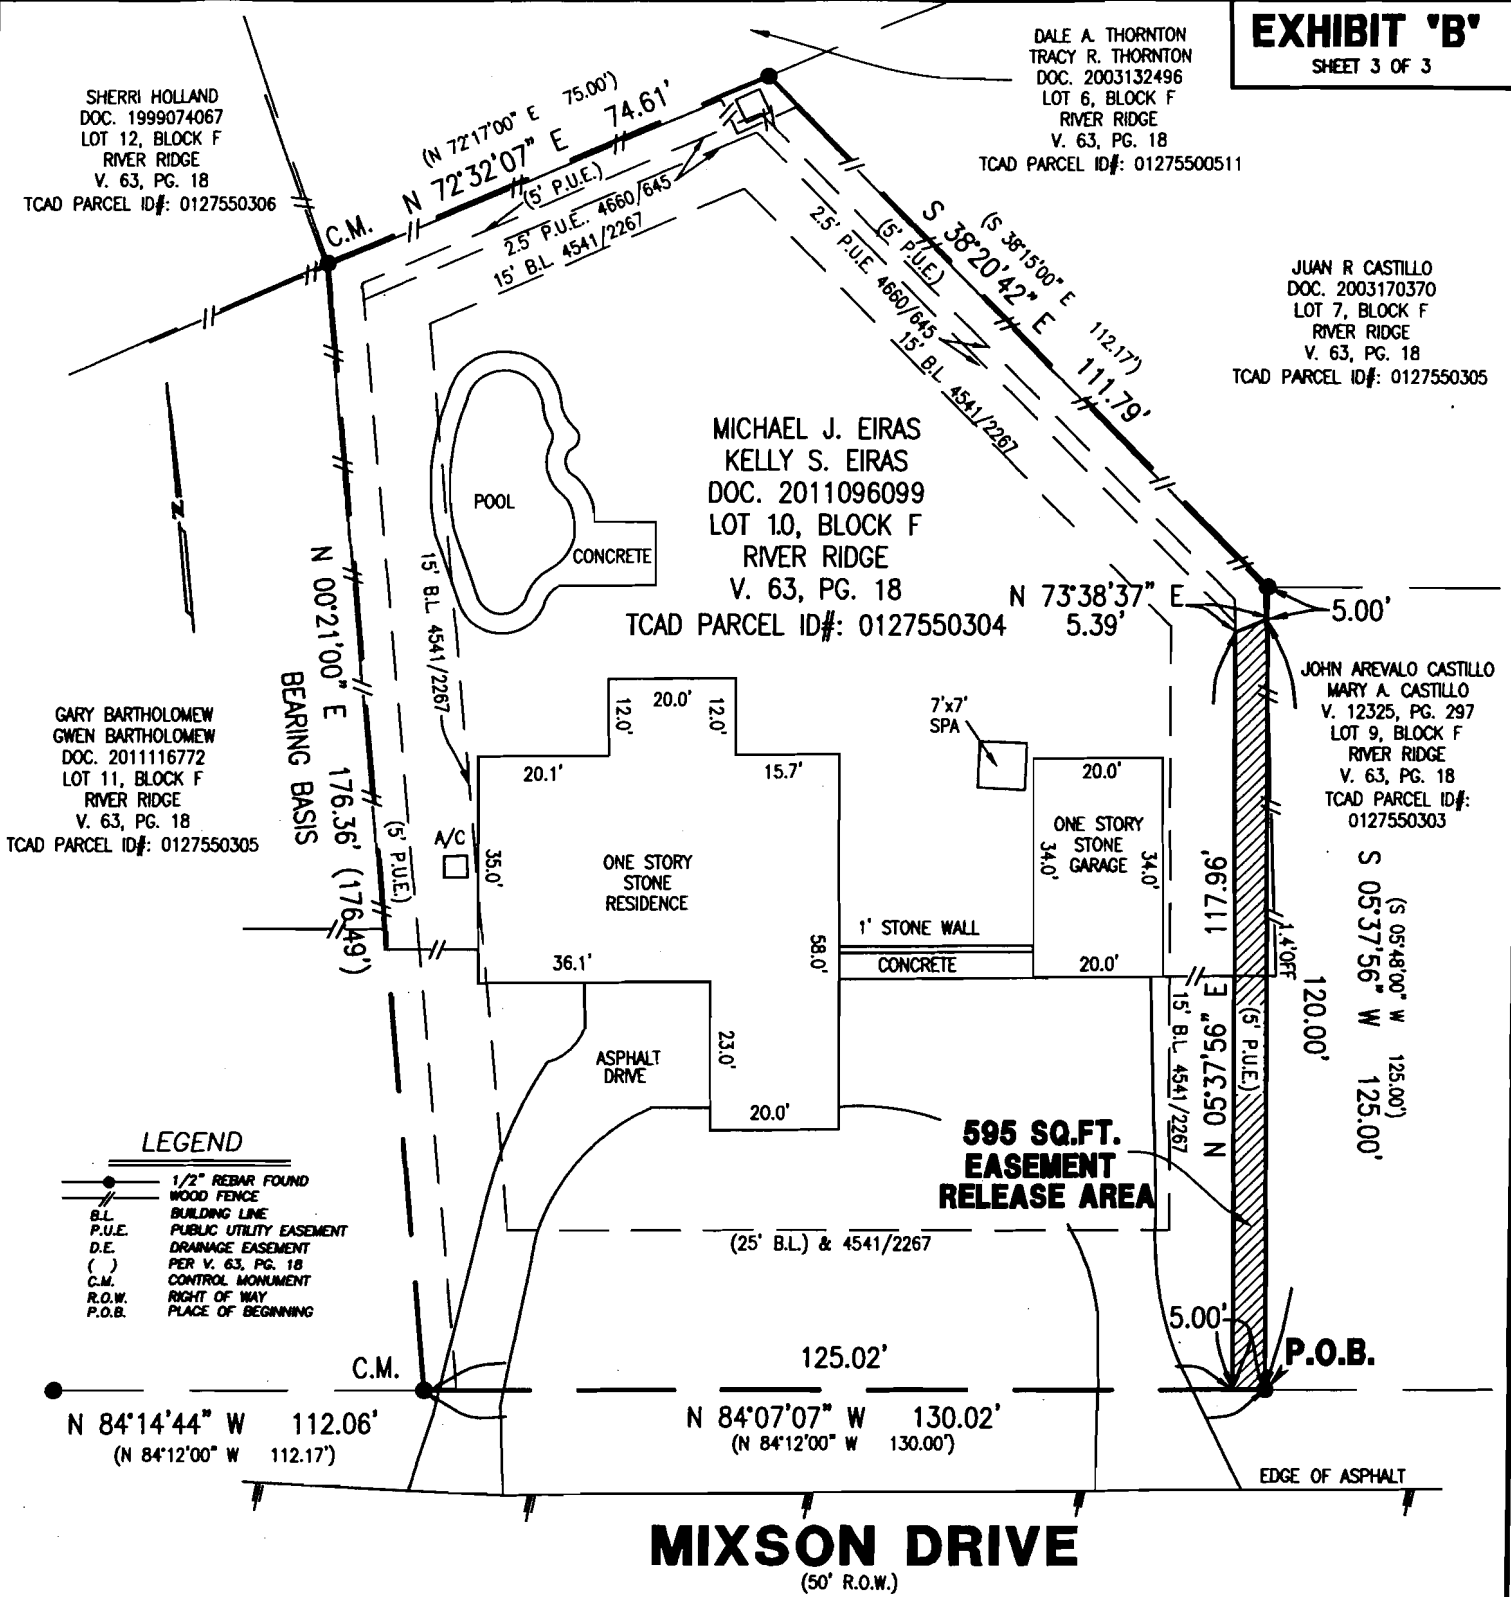 EXHIBIT "B"
SHEET 3 OF 3
DALE A. THORNTON
TRACY R. THORNTON
DOC. 2003132496
LOT 6, BLOCK F
RIVER RIDGE
V. 63, PG. 18
TCAD PARCEL ID#: 01275500511
SHERRI HOLLAND
DOC. 1999074067
LOT 12, BLOCK F
RIVER RIDGE
V. 63, PG. 18
TCAD PARCEL ID#: 0127550306
C.M.
(N 72°17'00" E 75.00')
N 72°32'07" E 74.61'
(5' P.U.E.)
2.5' P.U.E. 4660/645
15' B.L. 4541/2267
(S 38°15'00" E 112.17')
S 38°20'42" E 111.79'
(5' P.U.E.)
2.5' P.U.E. 4660/645
15' B.L. 4541/2267
JUAN R CASTILLO
DOC. 2003170370
LOT 7, BLOCK F
RIVER RIDGE
V. 63, PG. 18
TCAD PARCEL ID#: 0127550305
MICHAEL J. EIRAS
KELLY S. EIRAS
DOC. 2011096099
LOT 10, BLOCK F
RIVER RIDGE
V. 63, PG. 18
TCAD PARCEL ID#: 0127550304
N
POOL
CONCRETE
N 73°38'37" E
5.39'
5.00'
N 00°21'00" E 176.36' (176.49')
BEARING BASIS
15' B.L. 4541/2267
(5' P.U.E.)
GARY BARTHOLOMEW
GWEN BARTHOLOMEW
DOC. 2011116772
LOT 11, BLOCK F
RIVER RIDGE
V. 63, PG. 18
TCAD PARCEL ID#: 0127550305
JOHN AREVALO CASTILLO
MARY A. CASTILLO
V. 12325, PG. 297
LOT 9, BLOCK F
RIVER RIDGE
V. 63, PG. 18
TCAD PARCEL ID#:
0127550303
12.0'
20.0'
12.0'
7'x7'
SPA
20.1'
15.7'
20.0'
A/C
35.0'
ONE STORY
STONE
RESIDENCE
ONE STORY
STONE
GARAGE
34.0'
34.0'
36.1'
58.0'
1' STONE WALL
CONCRETE
20.0'
23.0'
20.0'
ASPHALT
DRIVE
1.4'OFF
N 05°37'56" E 117.96'
(5' P.U.E.)
15' B.L. 4541/2267
120.00'
(S 05°48'00" W 125.00')
S 05°37'56" W 125.00'
595 SQ.FT.
EASEMENT
RELEASE AREA
(25' B.L.) & 4541/2267
LEGEND
1/2" REBAR FOUND
WOOD FENCE
B.L. BUILDING LINE
P.U.E. PUBLIC UTILITY EASEMENT
D.E. DRAINAGE EASEMENT
( ) PER V. 63, PG. 18
C.M. CONTROL MONUMENT
R.O.W. RIGHT OF WAY
P.O.B. PLACE OF BEGINNING
5.00'
P.O.B.
C.M.
125.02'
N 84°14'44" W 112.06'
(N 84°12'00" W 112.17')
N 84°07'07" W 130.02'
(N 84°12'00" W 130.00')
EDGE OF ASPHALT
MIXSON DRIVE
(50' R.O.W.)